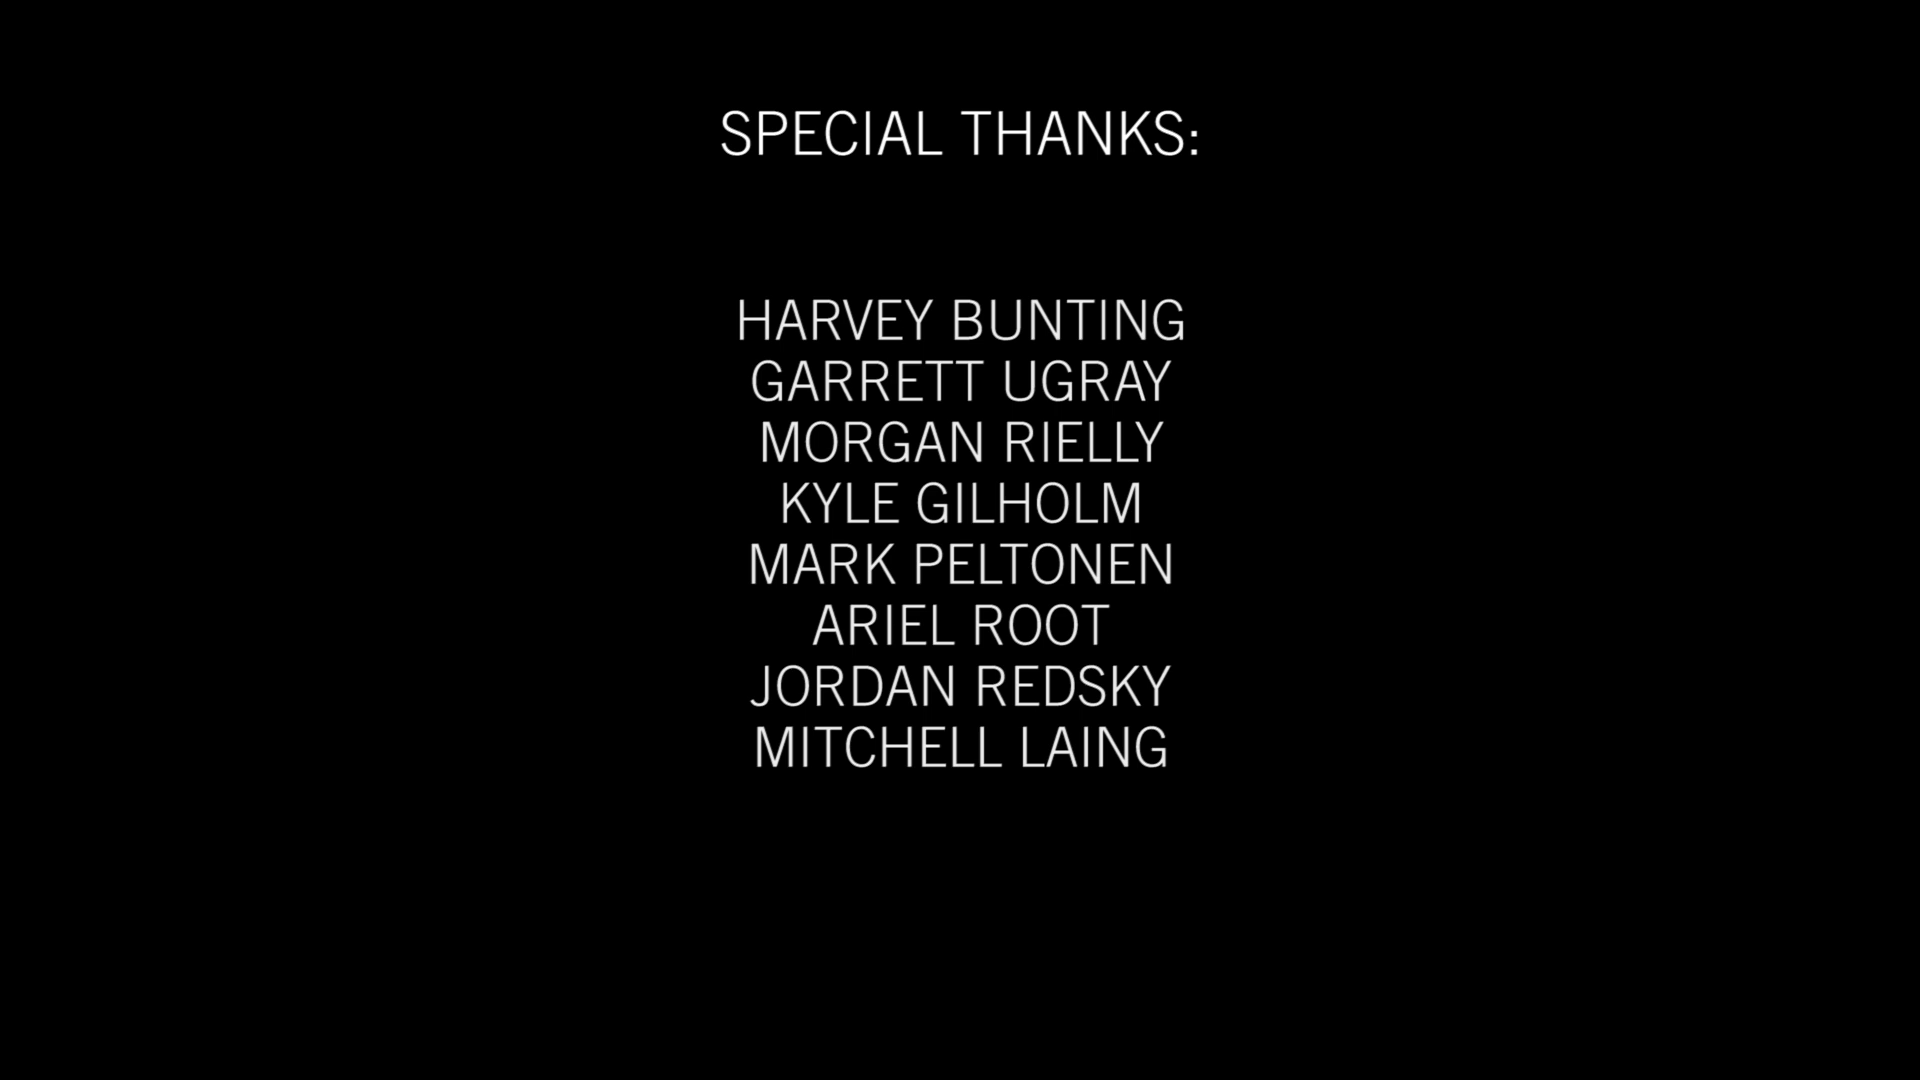 SPECIAL THANKS:
HARVEY BUNTING
GARRETT UGRAY
MORGAN RIELLY
KYLE GILHOLM
MARK PELTONEN
ARIEL ROOT
JORDAN REDSKY
MITCHELL LAING